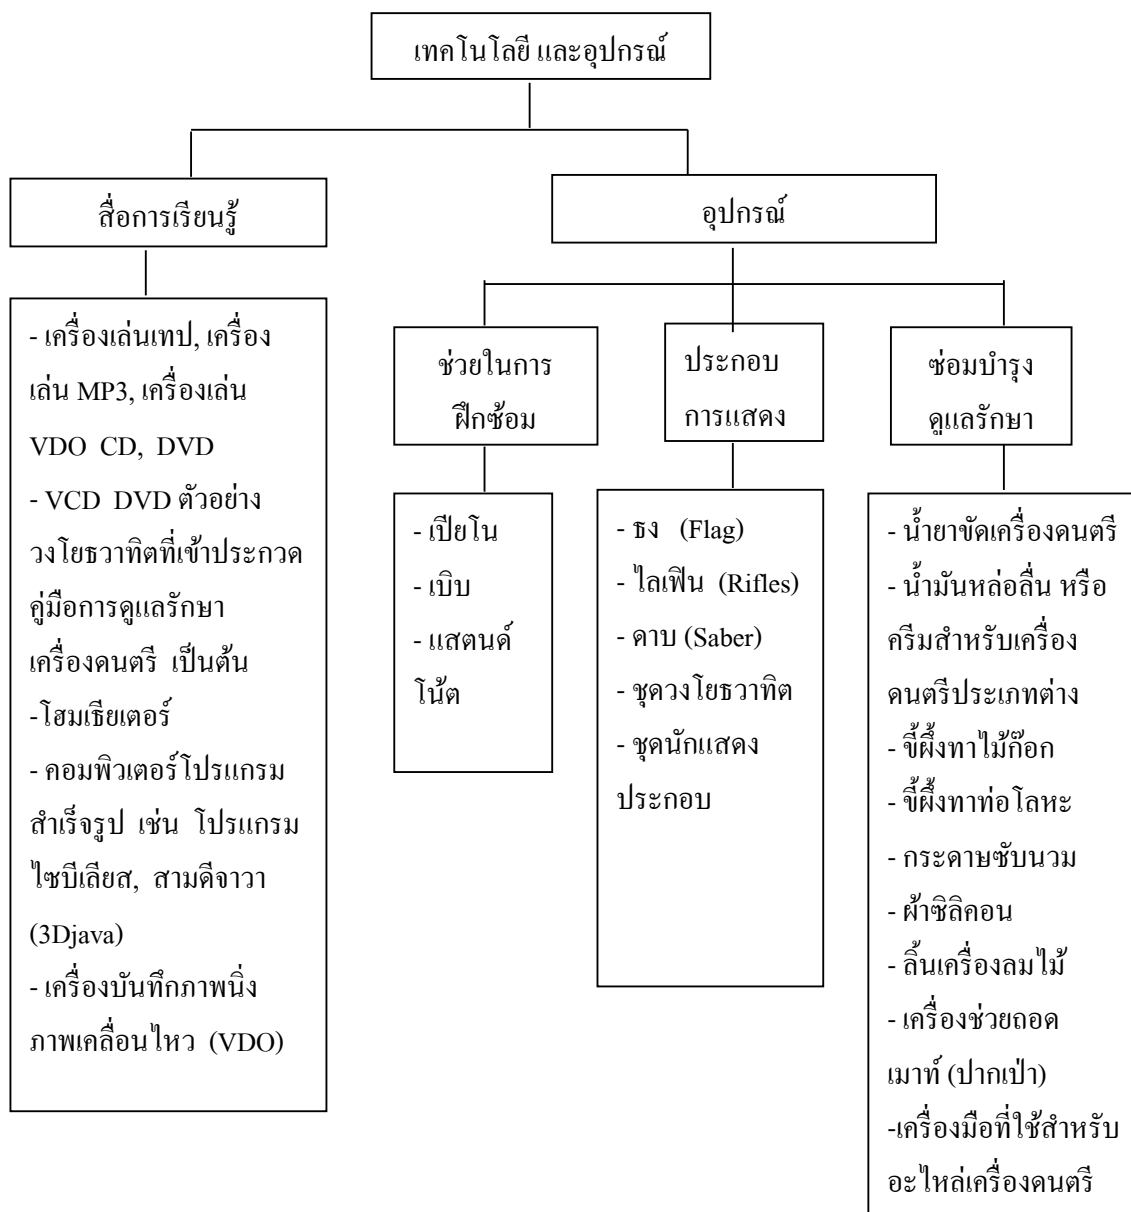 เทคโนโลยี และอุปกรณ์
สื่อการเรียนรู้
อุปกรณ์
- เครื่องเล่นเทป, เครื่อง
เล่น MP3, เครื่องเล่น
VDO CD, DVD
- VCD DVD ตัวอย่าง
วงโยธวาทิตที่เข้าประกวด
คู่มือการดูแลรักษา
เครื่องดนตรี เป็นต้น
-โฮมเธียเตอร์
- คอมพิวเตอร์โปรแกรม
สำเร็จรูป เช่น โปรแกรม
ไซบีเลียส, สามดีจาวา
(3Djava)
- เครื่องบันทึกภาพนิ่ง
ภาพเคลื่อนไหว (VDO)
ช่วยในการ
ฝึกซ้อม
- เปียโน
- เบิบ
- แสตนด์
โน้ต
ประกอบ
การแสดง
- ธง (Flag)
- ไลเฟิน (Rifles)
- ดาบ (Saber)
- ชุดวงโยธวาทิต
- ชุดนักแสดง
ประกอบ
ซ่อมบำรุง
ดูแลรักษา
- น้ำยาขัดเครื่องดนตรี
- น้ำมันหล่อลื่น หรือ
ครีมสำหรับเครื่อง
ดนตรีประเภทต่าง
- ขี้ผึ้งทาไม้ก๊อก
- ขี้ผึ้งทาท่อโลหะ
- กระดาษซับนวม
- ผ้าซิลิคอน
- ลิ้นเครื่องลมไม้
- เครื่องช่วยถอด
เมาท์ (ปากเป่า)
-เครื่องมือที่ใช้สำหรับ
อะไหล่เครื่องดนตรี